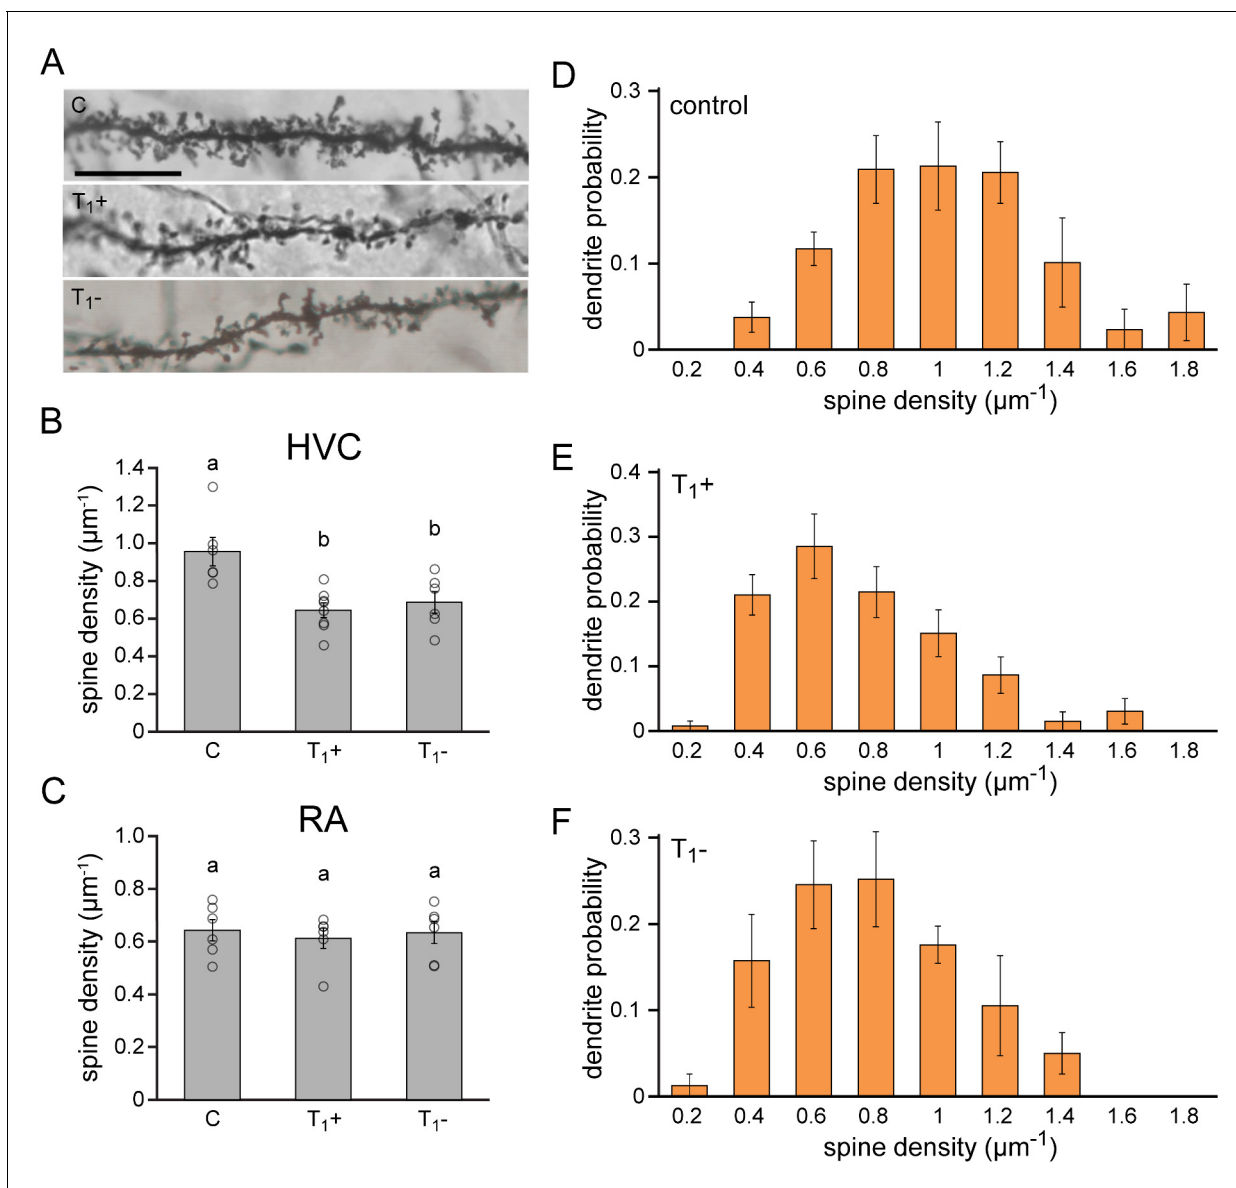 A
C
T1+
T1-
B
HVC
spine density (µm-1)
1.4
1.2
1.0
0.8
0.6
0.4
0.2
0
a
b
b
C
T1+
T1-
C
RA
spine density (µm-1)
1.0
0.8
0.6
0.4
0.2
0
a
a
a
C
T1+
T1-
D
control
dendrite probability
0.3
0.2
0.1
0
0.2 0.4 0.6 0.8 1 1.2 1.4 1.6 1.8
spine density (µm-1)
E
T1+
dendrite probability
0.4
0.3
0.2
0.1
0
0.2 0.4 0.6 0.8 1 1.2 1.4 1.6 1.8
spine density (µm-1)
F
T1-
dendrite probability
0.3
0.2
0.1
0
0.2 0.4 0.6 0.8 1 1.2 1.4 1.6 1.8
spine density (µm-1)